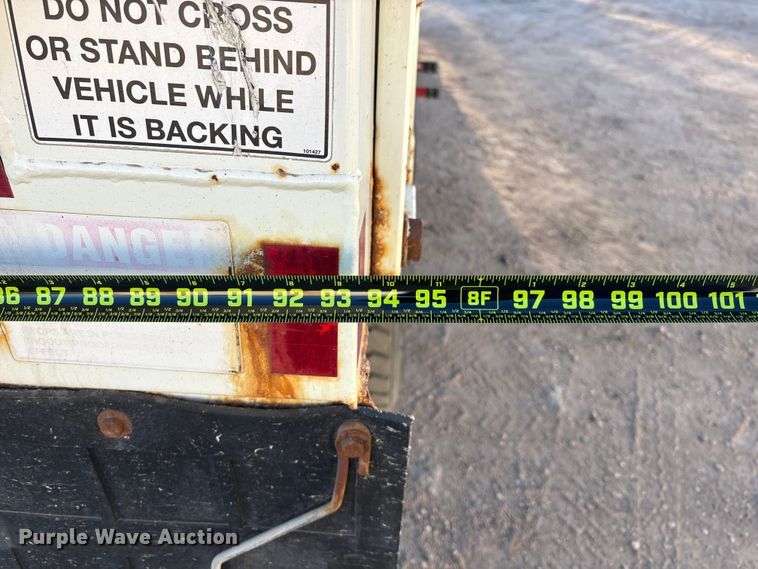 DO NOT CROSS
OR STAND BEHIND
VEHICLE WHILE
IT IS BACKING
101427
DANGER
86 87 88 89 90 91 92 93 94 95 8F 97 98 99 100 101
Purple Wave Auction